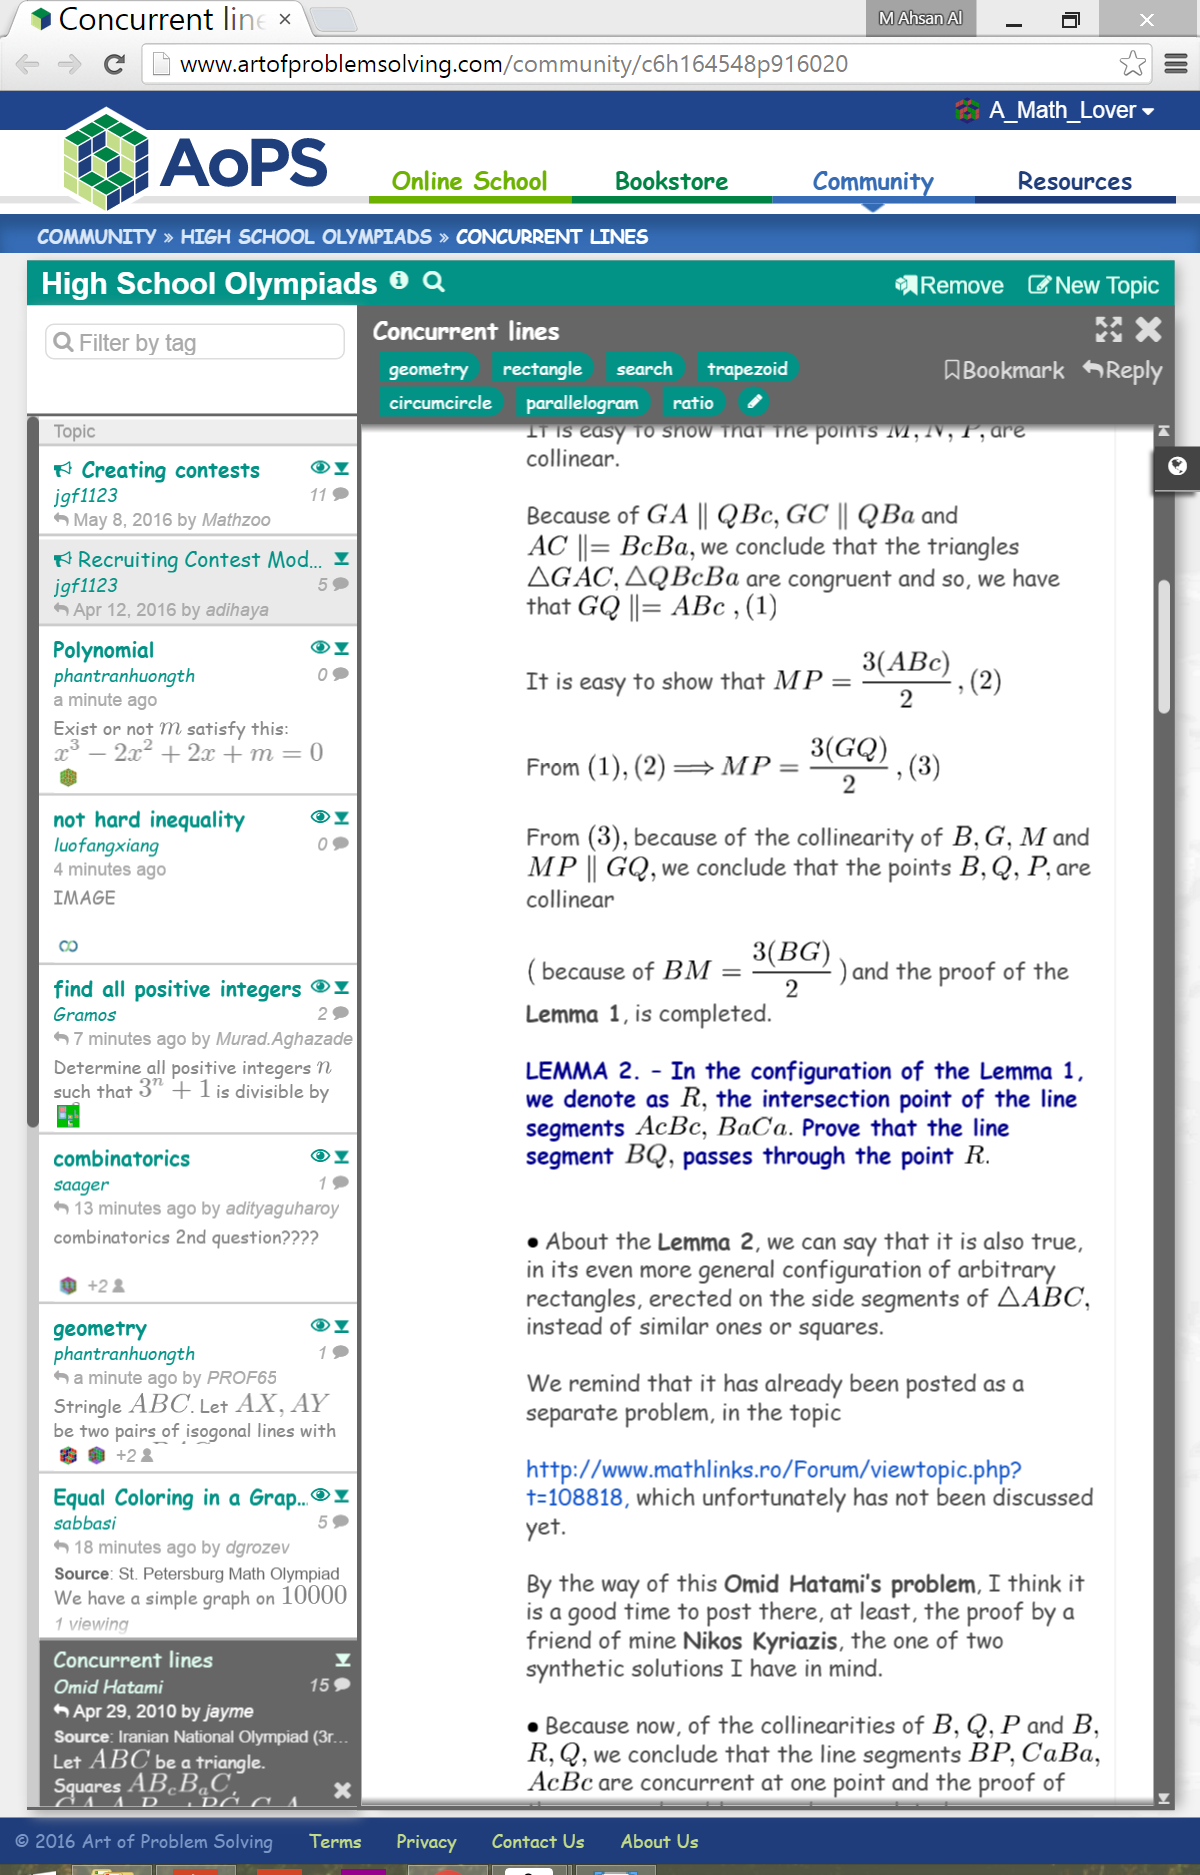 Concurrent line
M Ahsan Al
www.artofproblemsolving.com/community/c6h164548p916020
A_Math_Lover
AoPS
Online School
Bookstore
Community
Resources
COMMUNITY » HIGH SCHOOL OLYMPIADS » CONCURRENT LINES
High School Olympiads
Remove
New Topic
Filter by tag
Topic
Creating contests
jgf1123
11
May 8, 2016 by Mathzoo
Recruiting Contest Mod...
jgf1123
5
Apr 12, 2016 by adihaya
Polynomial
phantranhuongth
0
a minute ago
Exist or not m satisfy this:
x³ − 2x² + 2x + m = 0
not hard inequality
luofangxiang
0
4 minutes ago
IMAGE
find all positive integers
Gramos
2
7 minutes ago by Murad.Aghazade
Determine all positive integers n
such that 3ⁿ + 1 is divisible by
combinatorics
saager
1
13 minutes ago by adityaguharoy
combinatorics 2nd question????
+2
geometry
phantranhuongth
1
a minute ago by PROF65
Stringle ABC. Let AX, AY
be two pairs of isogonal lines with
+2
Equal Coloring in a Grap...
sabbasi
5
18 minutes ago by dgrozev
Source: St. Petersburg Math Olympiad
We have a simple graph on 10000
1 viewing
Concurrent lines
Omid Hatami
15
Apr 29, 2010 by jayme
Source: Iranian National Olympiad (3r...
Let ABC be a triangle.
Squares AB_cB_aC,
Concurrent lines
geometry rectangle search trapezoid
circumcircle parallelogram ratio
Bookmark
Reply
It is easy to show that the points M, N, P, are
collinear.
Because of GA ∥ QBc, GC ∥ QBa and
AC ∥= BcBa, we conclude that the triangles
△GAC, △QBcBa are congruent and so, we have
that GQ ∥= ABc , (1)
It is easy to show that MP = 3(ABc)/2 , (2)
From (1), (2) ⟹ MP = 3(GQ)/2 , (3)
From (3), because of the collinearity of B, G, M and
MP ∥ GQ, we conclude that the points B, Q, P, are
collinear
( because of BM = 3(BG)/2 ) and the proof of the
Lemma 1, is completed.
LEMMA 2. - In the configuration of the Lemma 1,
we denote as R, the intersection point of the line
segments AcBc, BaCa. Prove that the line
segment BQ, passes through the point R.
• About the Lemma 2, we can say that it is also true,
in its even more general configuration of arbitrary
rectangles, erected on the side segments of △ABC,
instead of similar ones or squares.
We remind that it has already been posted as a
separate problem, in the topic
http://www.mathlinks.ro/Forum/viewtopic.php?
t=108818, which unfortunately has not been discussed
yet.
By the way of this Omid Hatami's problem, I think it
is a good time to post there, at least, the proof by a
friend of mine Nikos Kyriazis, the one of two
synthetic solutions I have in mind.
• Because now, of the collinearities of B, Q, P and B,
R, Q, we conclude that the line segments BP, CaBa,
AcBc are concurrent at one point and the proof of
© 2016 Art of Problem Solving
Terms
Privacy
Contact Us
About Us